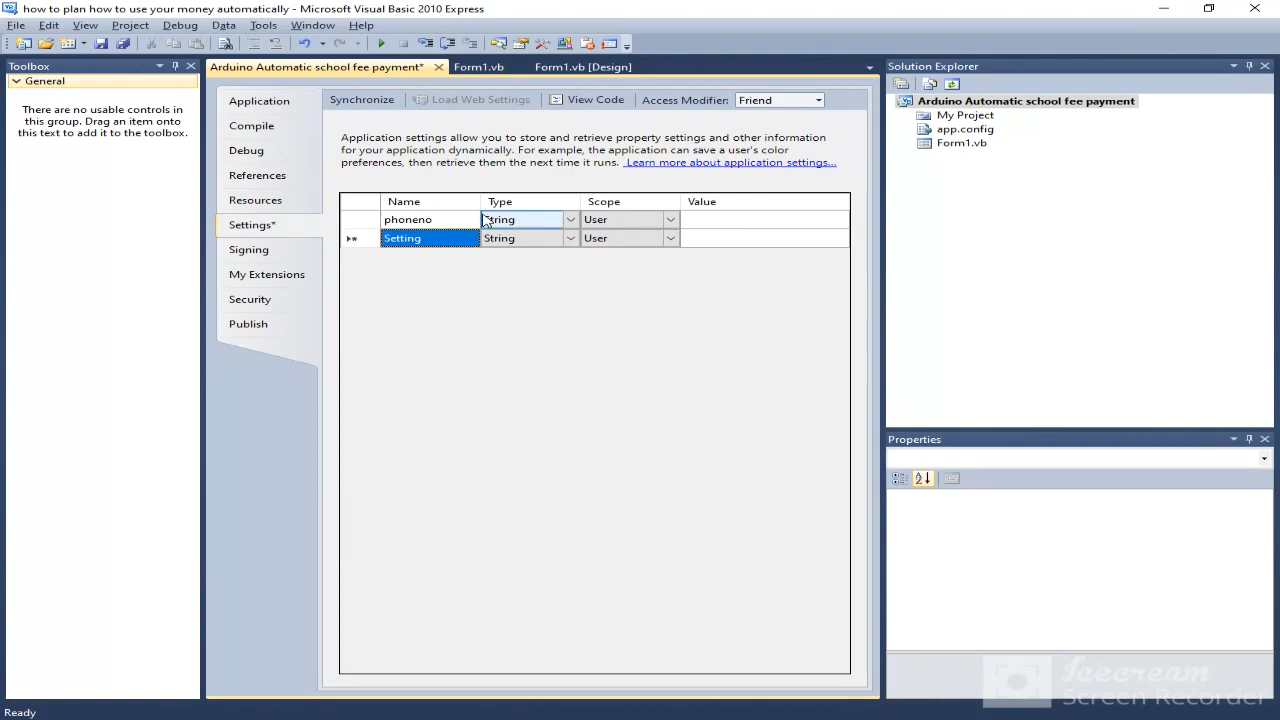 how to plan how to use your money automatically - Microsoft Visual Basic 2010 Express
File Edit View Project Debug Data Tools Window Help
Toolbox
General
There are no usable controls in
this group. Drag an item onto
this text to add it to the toolbox.
Arduino Automatic school fee payment* Form1.vb Form1.vb [Design]
Application
Compile
Debug
References
Resources
Settings*
Signing
My Extensions
Security
Publish
Synchronize Load Web Settings View Code Access Modifier: Friend
Application settings allow you to store and retrieve property settings and other information
for your application dynamically. For example, the application can save a user's color
preferences, then retrieve them the next time it runs. Learn more about application settings...
Name Type Scope Value
phoneno String User
Setting String User
Solution Explorer
Arduino Automatic school fee payment
My Project
app.config
Form1.vb
Properties
Icecream
Screen Recorder
Ready